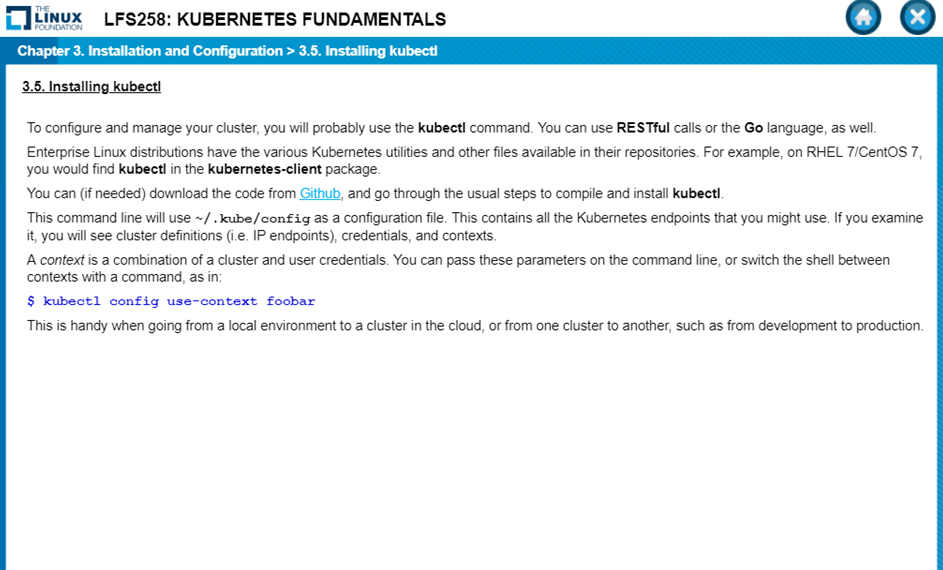 THE
LINUX
FOUNDATION
LFS258: KUBERNETES FUNDAMENTALS
Chapter 3. Installation and Configuration > 3.5. Installing kubectl
3.5. Installing kubectl
To configure and manage your cluster, you will probably use the kubectl command. You can use RESTful calls or the Go language, as well.
Enterprise Linux distributions have the various Kubernetes utilities and other files available in their repositories. For example, on RHEL 7/CentOS 7,
you would find kubectl in the kubernetes-client package.
You can (if needed) download the code from Github, and go through the usual steps to compile and install kubectl.
This command line will use ~/.kube/config as a configuration file. This contains all the Kubernetes endpoints that you might use. If you examine
it, you will see cluster definitions (i.e. IP endpoints), credentials, and contexts.
A context is a combination of a cluster and user credentials. You can pass these parameters on the command line, or switch the shell between
contexts with a command, as in:
$ kubectl config use-context foobar
This is handy when going from a local environment to a cluster in the cloud, or from one cluster to another, such as from development to production.